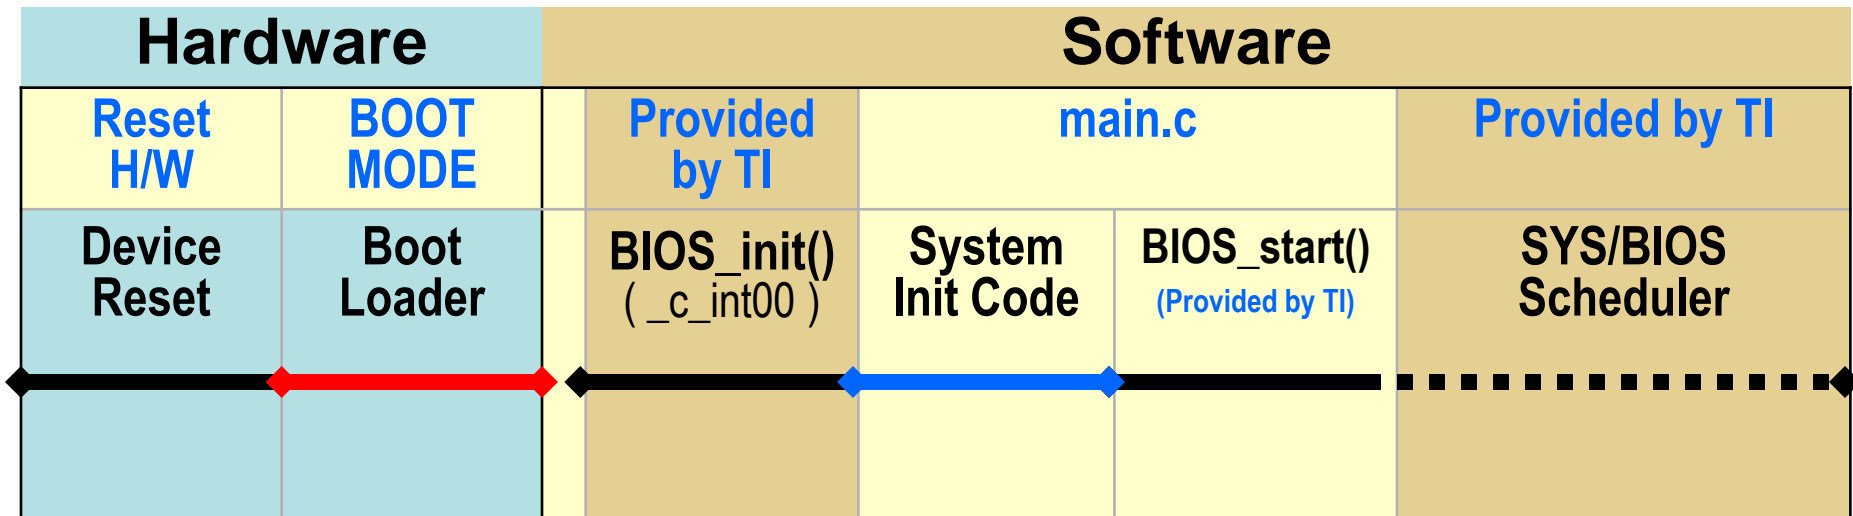 Hardware
Software
Reset
H/W
BOOT
MODE
Provided
by TI
main.c
Provided by TI
Device
Reset
Boot
Loader
BIOS_init()
( _c_int00 )
System
Init Code
BIOS_start()
(Provided by TI)
SYS/BIOS
Scheduler